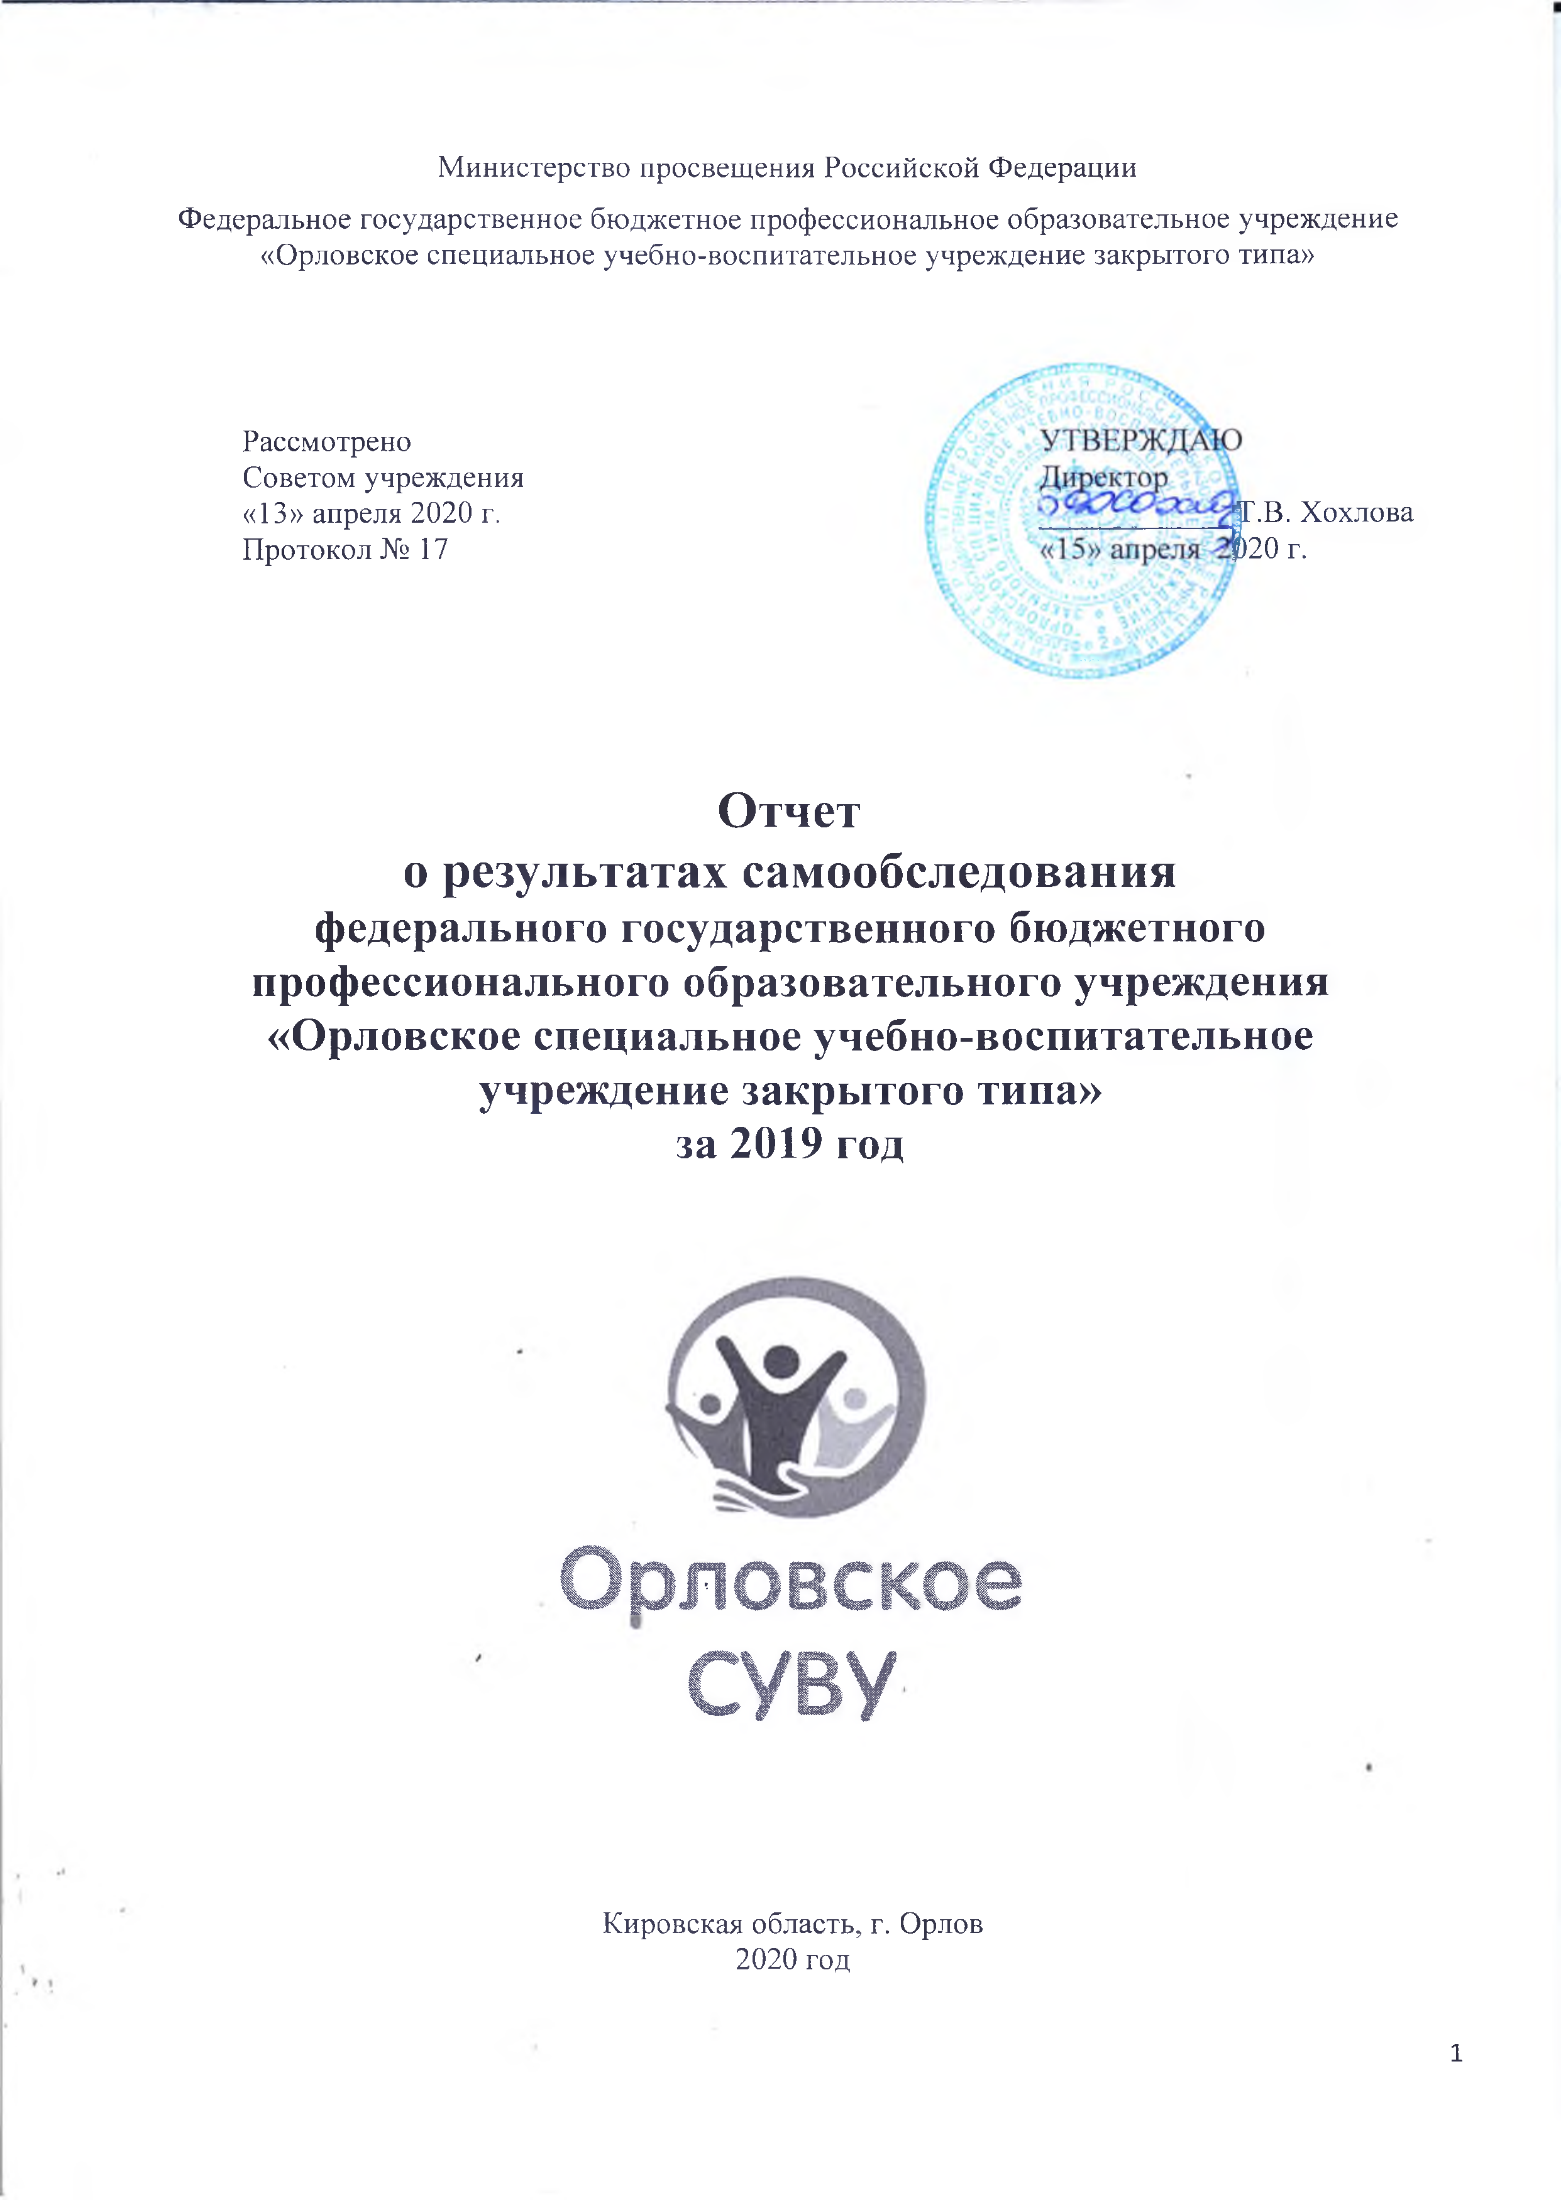 Министерство просвещения Российской Федерации
Федеральное государственное бюджетное профессиональное образовательное учреждение
«Орловское специальное учебно-воспитательное учреждение закрытого типа»
Рассмотрено
Советом учреждения
«13» апреля 2020 г.
Протокол № 17
УТВЕРЖДАЮ
Директор
Т.В. Хохлова
«15» апреля 2020 г.
Отчет
о результатах самообследования
федерального государственного бюджетного
профессионального образовательного учреждения
«Орловское специальное учебно-воспитательное
учреждение закрытого типа»
за 2019 год
Орловское
СУВУ
Кировская область, г. Орлов
2020 год
1